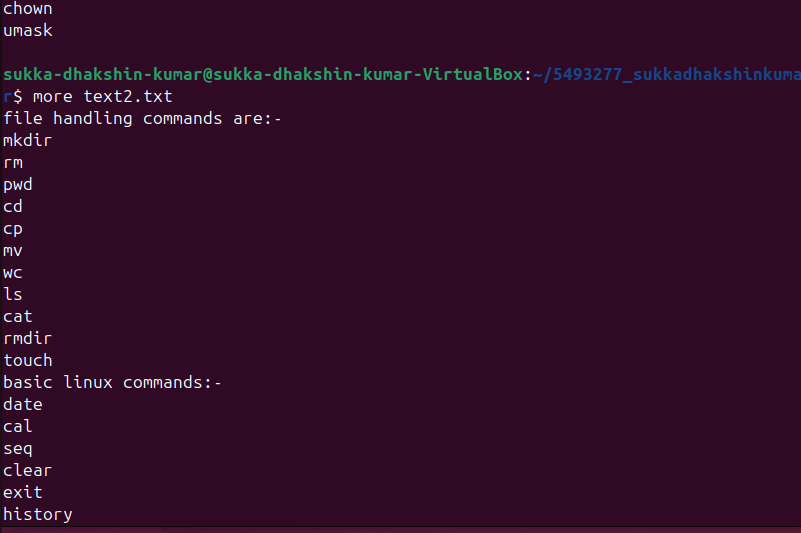 chown
umask
sukka-dhakshin-kumar@sukka-dhakshin-kumar-VirtualBox:~/5493277_sukkadhakshinkuma
r$ more text2.txt
file handling commands are:-
mkdir
rm
pwd
cd
cp
mv
wc
ls
cat
rmdir
touch
basic linux commands:-
date
cal
seq
clear
exit
history